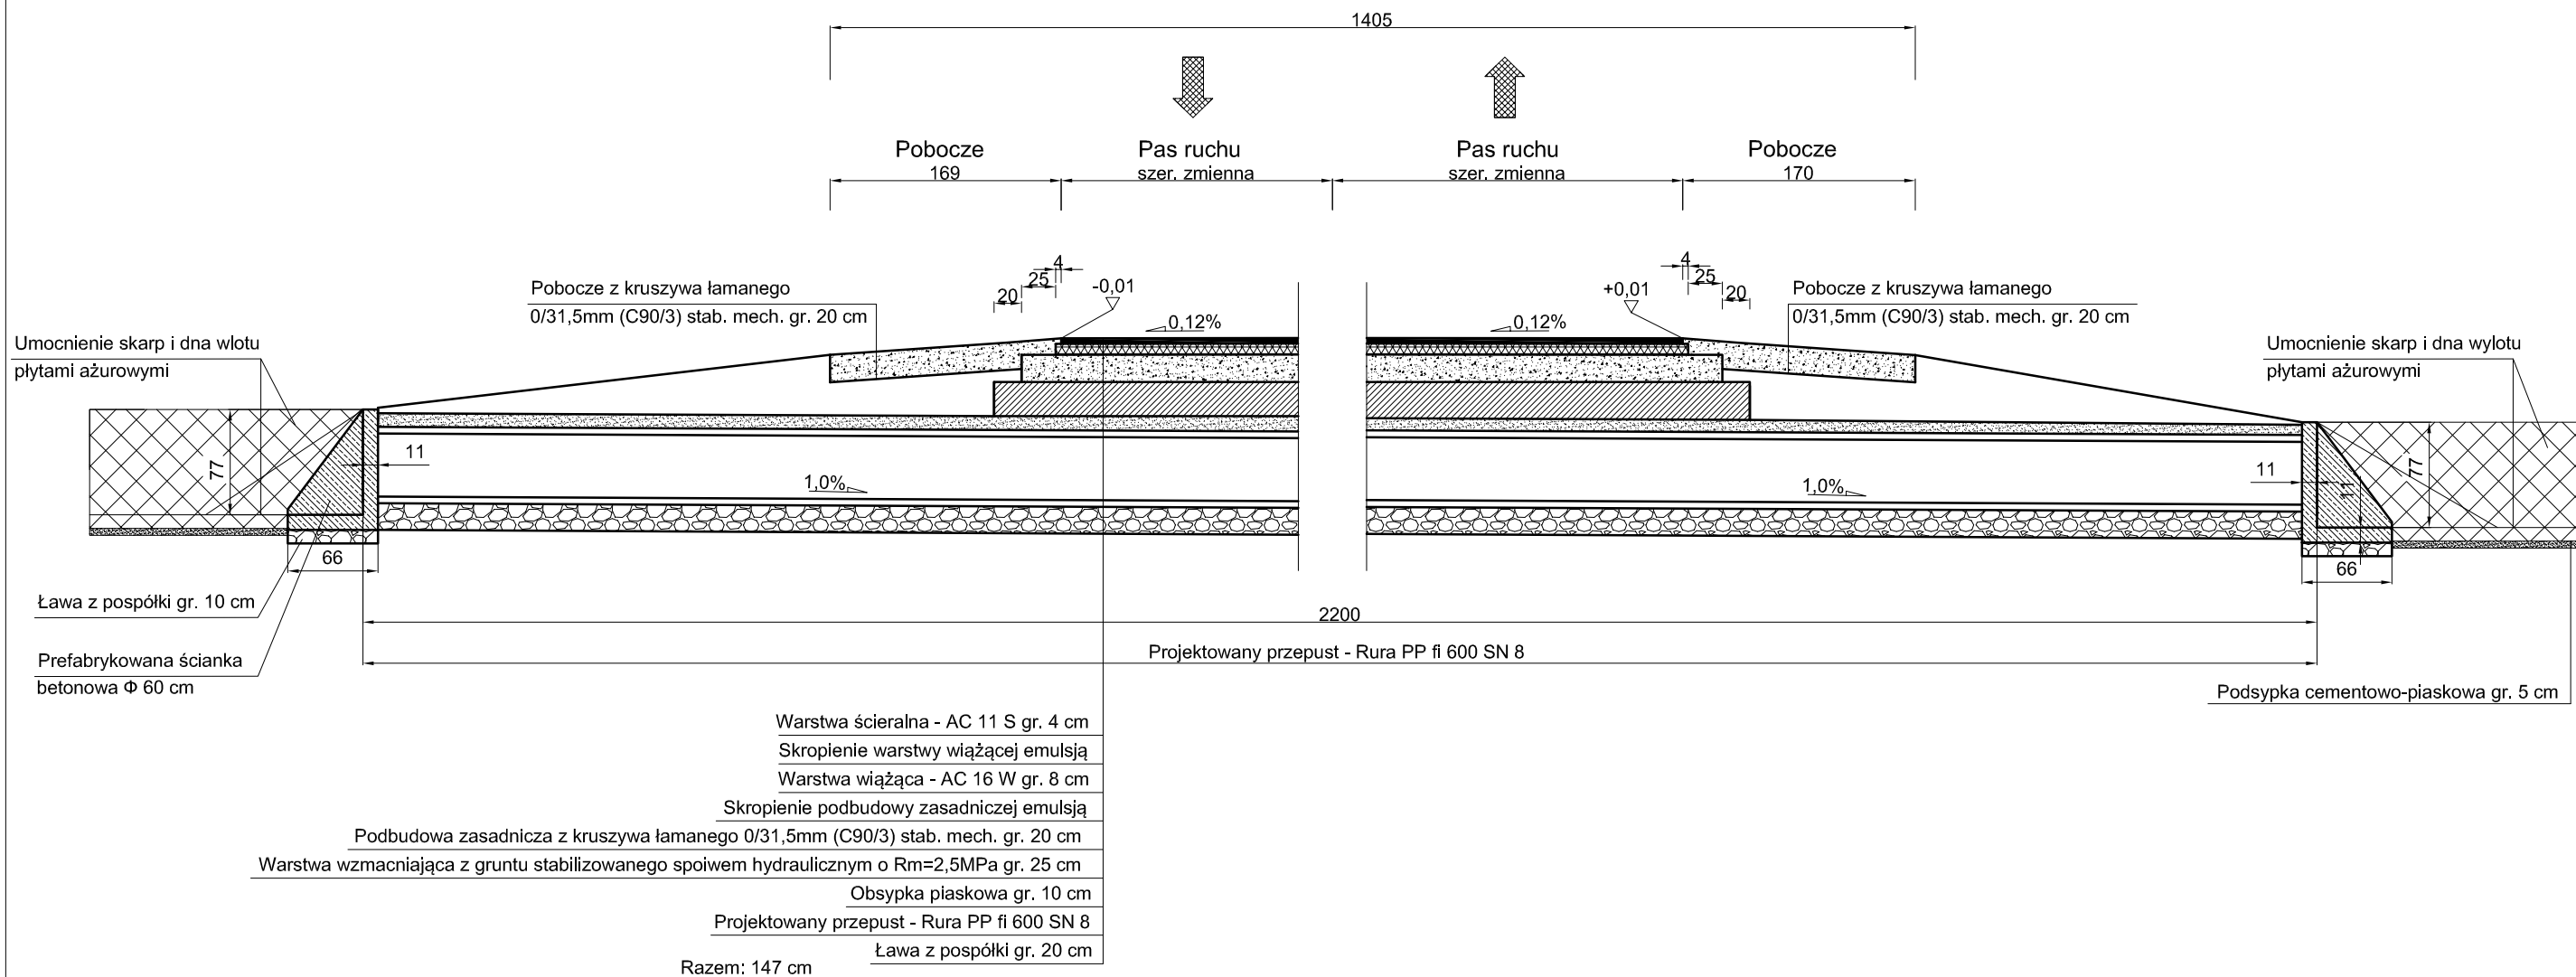 1405
Pobocze
169
Pas ruchu
szer. zmienna
Pas ruchu
szer. zmienna
Pobocze
170
4
25
20
-0,01
+0,01
4
25
20
Pobocze z kruszywa łamanego
0/31,5mm (C90/3) stab. mech. gr. 20 cm
Pobocze z kruszywa łamanego
0/31,5mm (C90/3) stab. mech. gr. 20 cm
0,12%
0,12%
Umocnienie skarp i dna wlotu
płytami ażurowymi
Umocnienie skarp i dna wylotu
płytami ażurowymi
77
11
1,0%
1,0%
11
11
77
66
66
Ława z pospółki gr. 10 cm
2200
Projektowany przepust - Rura PP fi 600 SN 8
Prefabrykowana ścianka
betonowa Φ 60 cm
Podsypka cementowo-piaskowa gr. 5 cm
Warstwa ścieralna - AC 11 S gr. 4 cm
Skropienie warstwy wiążącej emulsją
Warstwa wiążąca - AC 16 W gr. 8 cm
Skropienie podbudowy zasadniczej emulsją
Podbudowa zasadnicza z kruszywa łamanego 0/31,5mm (C90/3) stab. mech. gr. 20 cm
Warstwa wzmacniająca z gruntu stabilizowanego spoiwem hydraulicznym o Rm=2,5MPa gr. 25 cm
Obsypka piaskowa gr. 10 cm
Projektowany przepust - Rura PP fi 600 SN 8
Ława z pospółki gr. 20 cm
Razem: 147 cm